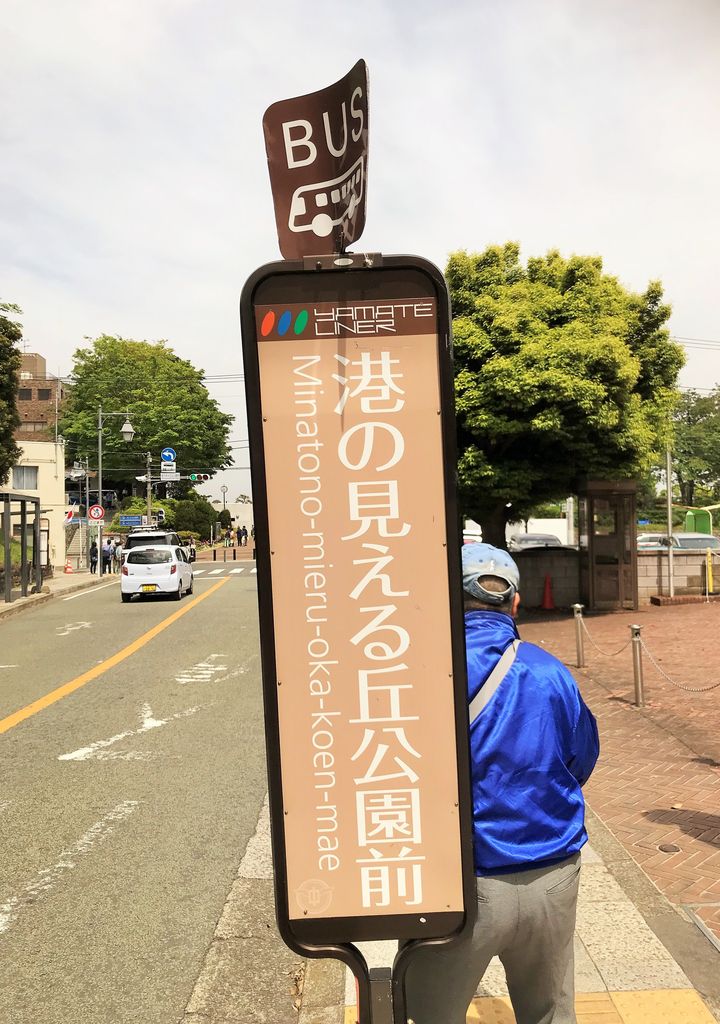 BUS
YAMATE
LINER
港の見える丘公園前
Minatono-mieru-oka-koen-mae